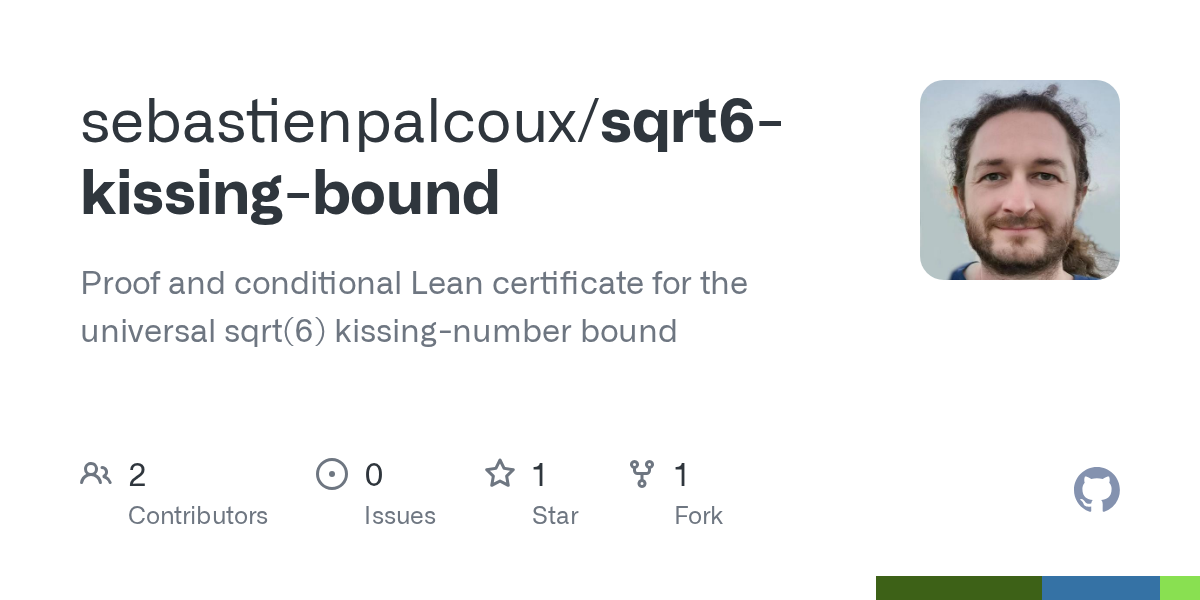 sebastienpalcoux/sqrt6-
kissing-bound
Proof and conditional Lean certificate for the
universal sqrt(6) kissing-number bound
2 0 1 1
Contributors Issues Star Fork